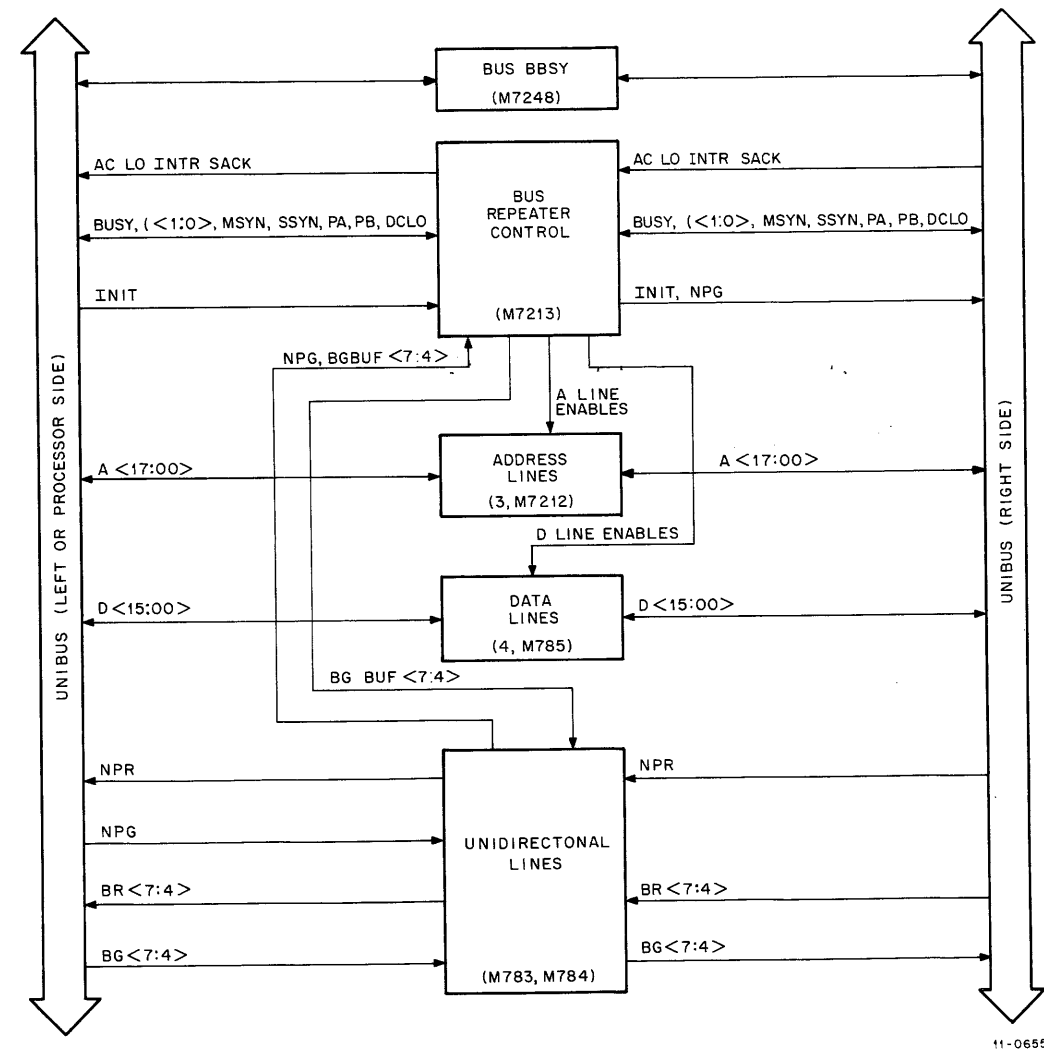 BUS BBSY
(M7248)
AC LO INTR SACK
AC LO INTR SACK
BUS
REPEATER
CONTROL
BUSY, (<1:0>, MSYN, SSYN, PA, PB, DCLO
BUSY, (<1:0>, MSYN, SSYN, PA, PB, DCLO
INIT
INIT, NPG
(M7213)
NPG, BGBUF <7:4>
A LINE
ENABLES
A <17:00>
ADDRESS
LINES
(3, M7212)
A <17:00>
D LINE ENABLES
D<15:00>
DATA
LINES
(4, M785)
D<15:00>
BG BUF <7:4>
UNIBUS (LEFT OR PROCESSOR SIDE)
UNIBUS (RIGHT SIDE)
NPR
NPR
NPG
UNIDIRECTONAL
LINES
BR<7:4>
BR<7:4>
BG<7:4>
BG<7:4>
(M783, M784)
11-0655